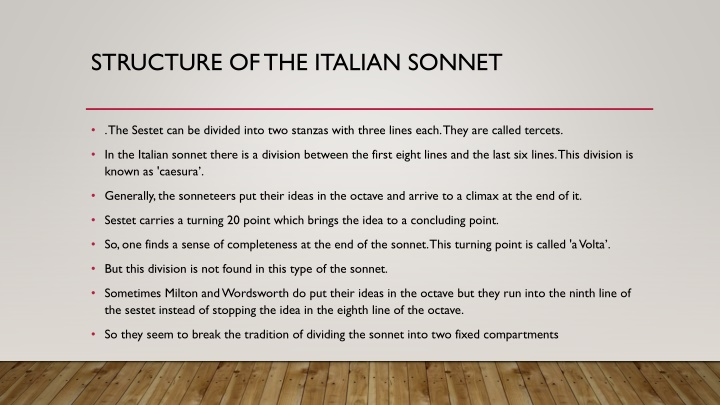 STRUCTURE OF THE ITALIAN SONNET
• .The Sestet can be divided into two stanzas with three lines each. They are called tercets.
• In the Italian sonnet there is a division between the first eight lines and the last six lines. This division is
known as 'caesura'.
• Generally, the sonneteers put their ideas in the octave and arrive to a climax at the end of it.
• Sestet carries a turning 20 point which brings the idea to a concluding point.
• So, one finds a sense of completeness at the end of the sonnet. This turning point is called 'a Volta'.
• But this division is not found in this type of the sonnet.
• Sometimes Milton and Wordsworth do put their ideas in the octave but they run into the ninth line of
the sestet instead of stopping the idea in the eighth line of the octave.
• So they seem to break the tradition of dividing the sonnet into two fixed compartments